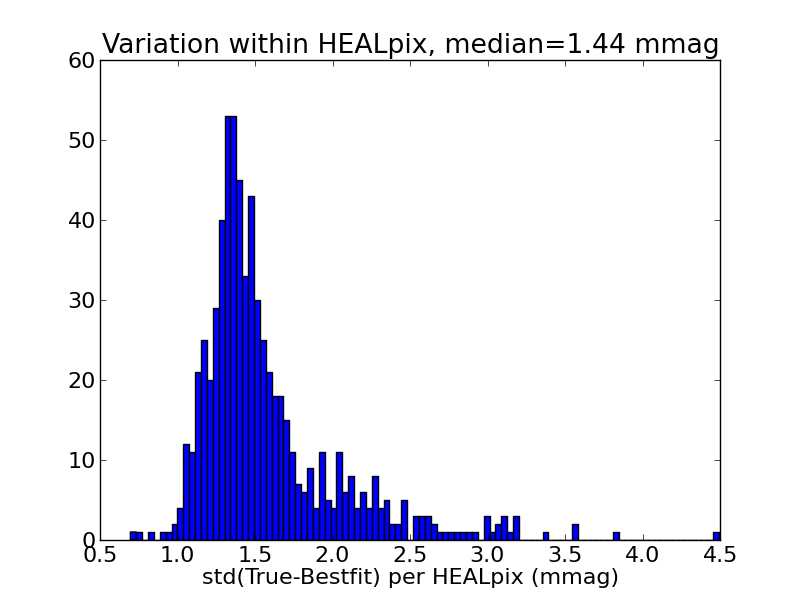 Variation within HEALpix, median=1.44 mmag
60
50
40
30
20
10
0
0.5 1.0 1.5 2.0 2.5 3.0 3.5 4.0 4.5
std(True-Bestfit) per HEALpix (mmag)